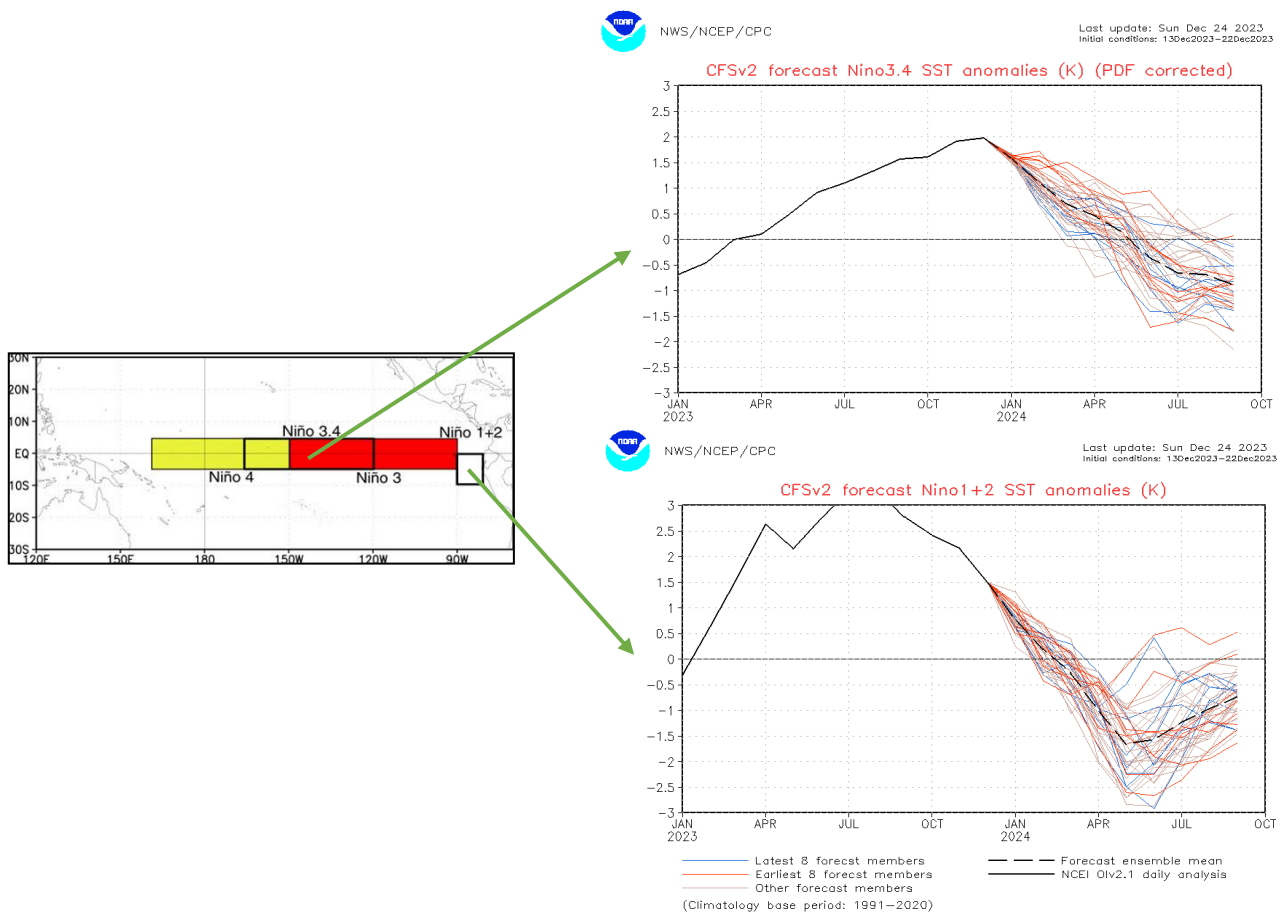 NOAA
NWS/NCEP/CPC
Last update: Sun Dec 24 2023
Initial conditions: 13Dec2023-22Dec2023
CFSv2 forecast Nino3.4 SST anomalies (K) (PDF corrected)
3
2.5
2
1.5
1
0.5
0
-0.5
-1
-1.5
-2
-2.5
-3
JAN APR JUL OCT JAN APR JUL OCT
2023 2024
30N
20N
10N
EQ
10S
20S
30S
120E 150E 180 150W 120W 90W
Niño 3.4
Niño 1+2
Niño 4
Niño 3
NOAA
NWS/NCEP/CPC
Last update: Sun Dec 24 2023
Initial conditions: 13Dec2023-22Dec2023
CFSv2 forecast Nino1+2 SST anomalies (K)
3
2.5
2
1.5
1
0.5
0
-0.5
-1
-1.5
-2
-2.5
-3
JAN APR JUL OCT JAN APR JUL OCT
2023 2024
Latest 8 forecst members
Earliest 8 forecst members
Other forecast members
Forecast ensemble mean
NCEI OIv2.1 daily analysis
(Climatology base period: 1991-2020)